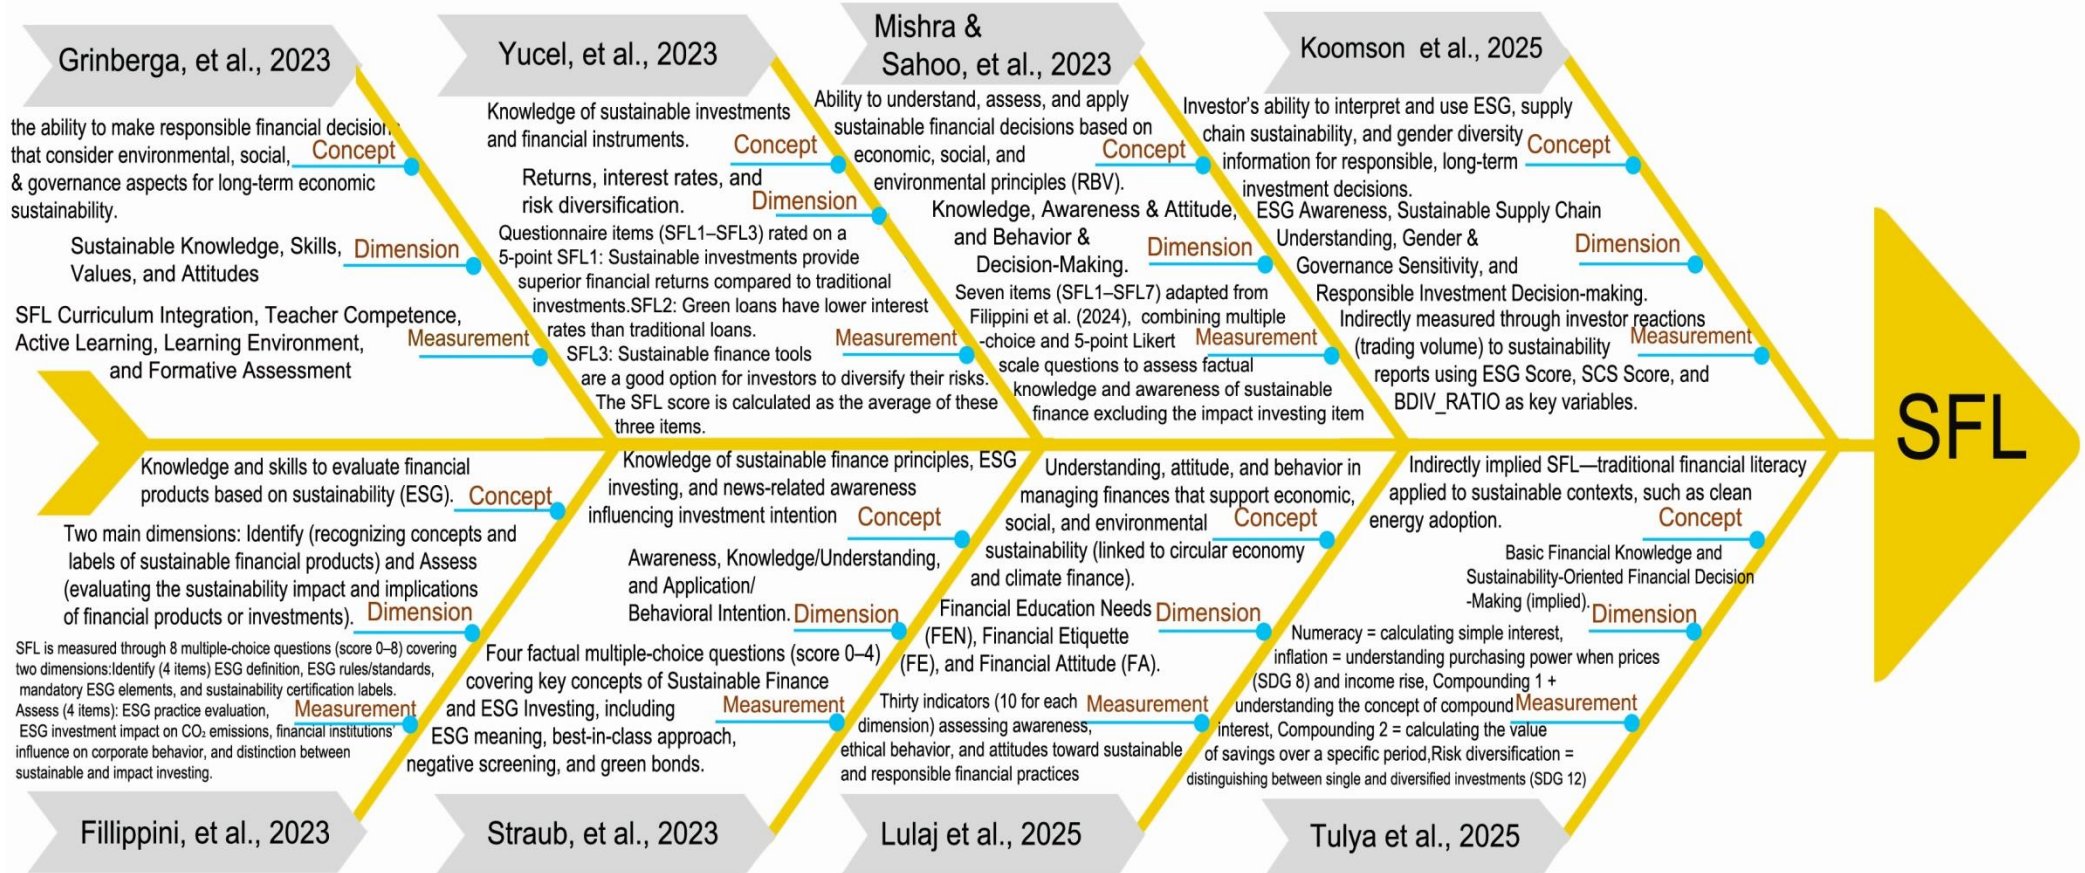 Grinberga, et al., 2023
the ability to make responsible financial decisions
that consider environmental, social,
& governance aspects for long-term economic
sustainability.
Concept
Sustainable Knowledge, Skills,
Values, and Attitudes
Dimension
SFL Curriculum Integration, Teacher Competence,
Active Learning, Learning Environment,
and Formative Assessment
Measurement
Yucel, et al., 2023
Knowledge of sustainable investments
and financial instruments.
Concept
Returns, interest rates, and
risk diversification.
Dimension
Questionnaire items (SFL1–SFL3) rated on a
5-point SFL1: Sustainable investments provide
superior financial returns compared to traditional
investments.SFL2: Green loans have lower interest
rates than traditional loans.
SFL3: Sustainable finance tools
are a good option for investors to diversify their risks.
The SFL score is calculated as the average of these
three items.
Measurement
Mishra &
Sahoo, et al., 2023
Ability to understand, assess, and apply
sustainable financial decisions based on
economic, social, and
environmental principles (RBV).
Concept
Knowledge, Awareness & Attitude,
and Behavior &
Decision-Making.
Dimension
Seven items (SFL1–SFL7) adapted from
Filippini et al. (2024), combining multiple
-choice and 5-point Likert
scale questions to assess factual
knowledge and awareness of sustainable
finance excluding the impact investing item
Measurement
Koomson et al., 2025
Investor's ability to interpret and use ESG, supply
chain sustainability, and gender diversity
information for responsible, long-term
investment decisions.
Concept
ESG Awareness, Sustainable Supply Chain
Understanding, Gender &
Governance Sensitivity, and
Responsible Investment Decision-making.
Dimension
Indirectly measured through investor reactions
(trading volume) to sustainability
reports using ESG Score, SCS Score, and
BDIV_RATIO as key variables.
Measurement
SFL
Knowledge and skills to evaluate financial
products based on sustainability (ESG).
Concept
Two main dimensions: Identify (recognizing concepts and
labels of sustainable financial products) and Assess
(evaluating the sustainability impact and implications
of financial products or investments).
Dimension
SFL is measured through 8 multiple-choice questions (score 0–8) covering
two dimensions:Identify (4 items) ESG definition, ESG rules/standards,
mandatory ESG elements, and sustainability certification labels.
Assess (4 items): ESG practice evaluation,
ESG investment impact on CO₂ emissions, financial institutions'
influence on corporate behavior, and distinction between
sustainable and impact investing.
Measurement
Fillippini, et al., 2023
Knowledge of sustainable finance principles, ESG
investing, and news-related awareness
influencing investment intention
Concept
Awareness, Knowledge/Understanding,
and Application/
Behavioral Intention.
Dimension
Four factual multiple-choice questions (score 0–4)
covering key concepts of Sustainable Finance
and ESG Investing, including
ESG meaning, best-in-class approach,
negative screening, and green bonds.
Measurement
Straub, et al., 2023
Understanding, attitude, and behavior in
managing finances that support economic,
social, and environmental
sustainability (linked to circular economy
and climate finance).
Concept
Financial Education Needs
(FEN), Financial Etiquette
(FE), and Financial Attitude (FA).
Dimension
Thirty indicators (10 for each
dimension) assessing awareness,
ethical behavior, and attitudes toward sustainable
and responsible financial practices
Measurement
Lulaj et al., 2025
Indirectly implied SFL—traditional financial literacy
applied to sustainable contexts, such as clean
energy adoption.
Concept
Basic Financial Knowledge and
Sustainability-Oriented Financial Decision
-Making (implied).
Dimension
Numeracy = calculating simple interest,
inflation = understanding purchasing power when prices
(SDG 8) and income rise, Compounding 1 +
understanding the concept of compound
interest, Compounding 2 = calculating the value
of savings over a specific period,Risk diversification =
distinguishing between single and diversified investments (SDG 12)
Measurement
Tulya et al., 2025